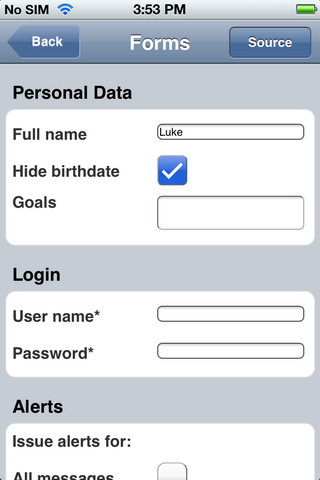 No SIM 3:53 PM
Back Forms Source
Personal Data
Full name Luke
Hide birthdate
Goals
Login
User name*
Password*
Alerts
Issue alerts for:
All messages